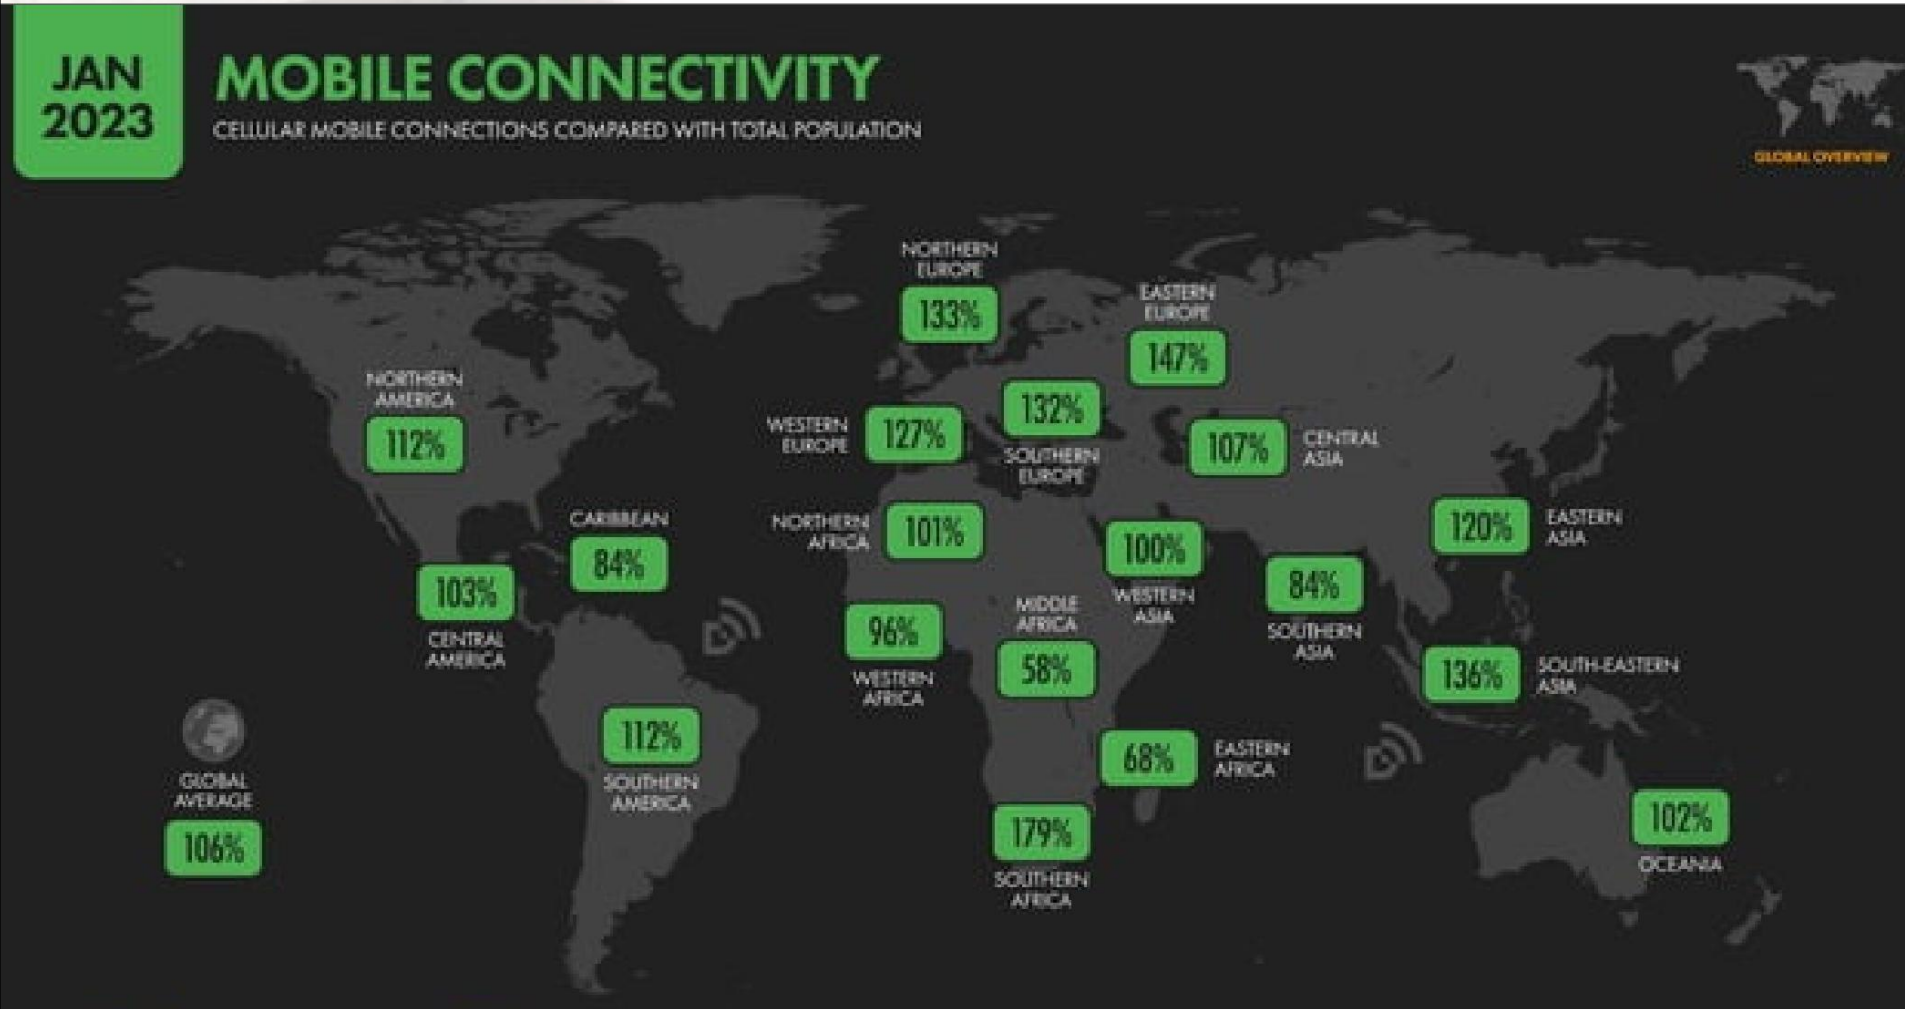 JAN
2023
MOBILE CONNECTIVITY
CELLULAR MOBILE CONNECTIONS COMPARED WITH TOTAL POPULATION
GLOBAL OVERVIEW
NORTHERN
EUROPE
133%
EASTERN
EUROPE
147%
NORTHERN
AMERICA
112%
WESTERN
EUROPE
127%
132%
SOUTHERN
EUROPE
107%
CENTRAL
ASIA
CARIBBEAN
84%
NORTHERN
AFRICA
101%
100%
WESTERN
ASIA
120%
EASTERN
ASIA
103%
CENTRAL
AMERICA
84%
SOUTHERN
ASIA
96%
WESTERN
AFRICA
MIDDLE
AFRICA
58%
136%
SOUTH-EASTERN
ASIA
GLOBAL
AVERAGE
106%
112%
SOUTHERN
AMERICA
68%
EASTERN
AFRICA
179%
SOUTHERN
AFRICA
102%
OCEANIA